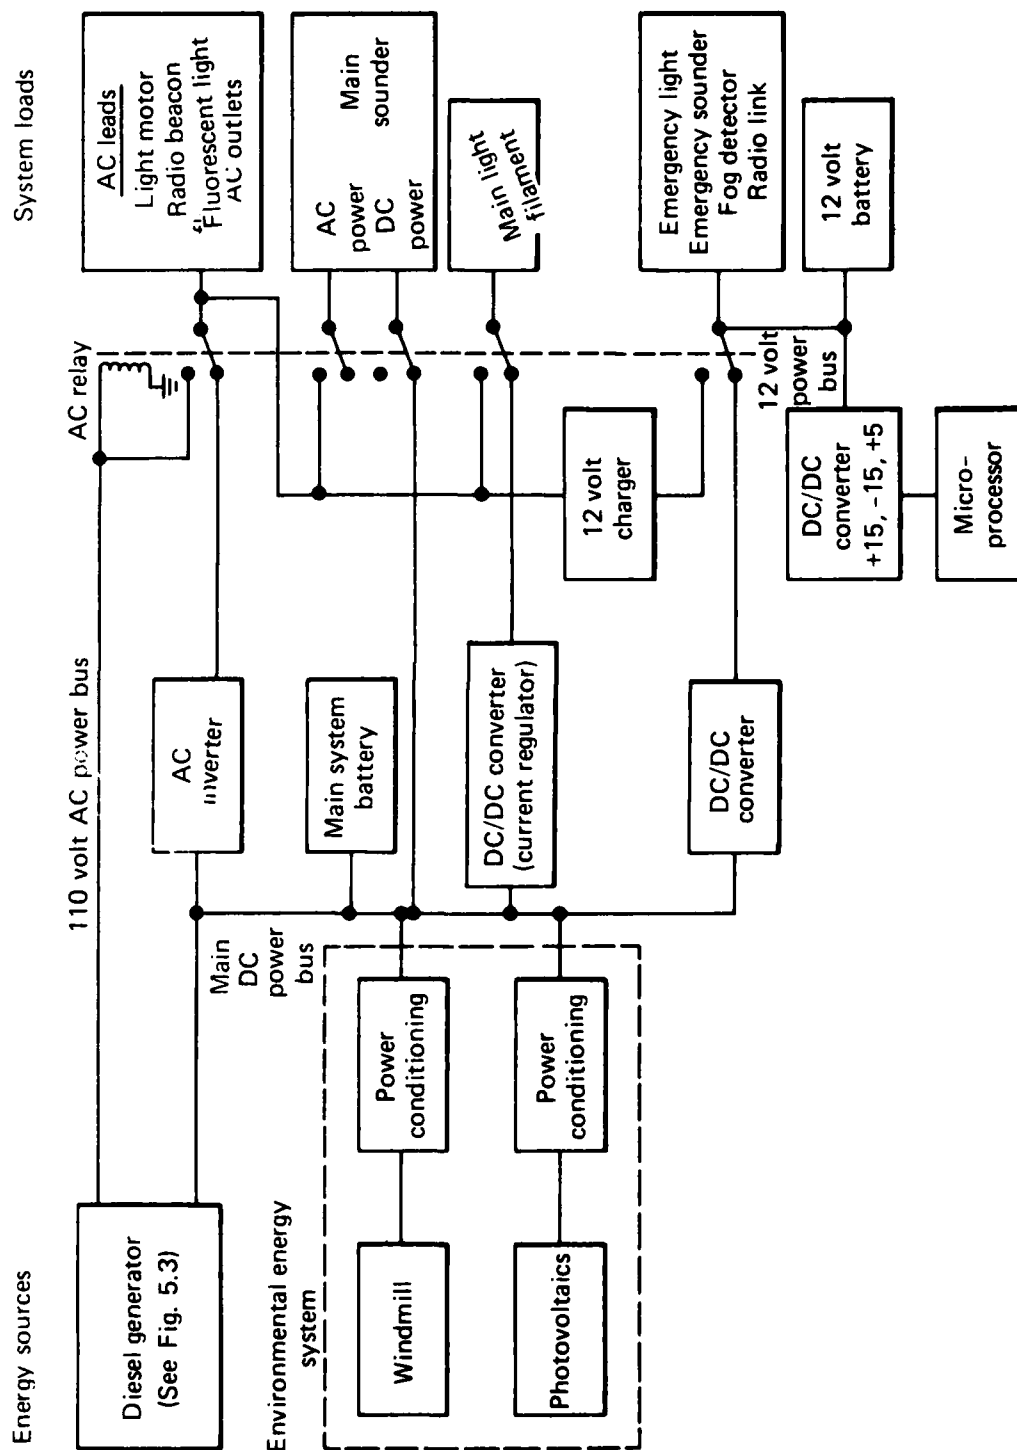 Energy sources
System loads
Diesel generator
(See Fig. 5.3)
110 volt AC power bus
AC relay
AC leads
Light motor
Radio beacon
Fluorescent light
AC outlets
AC
inverter
Main
DC
power
bus
Main system
battery
AC
power
DC
power
Main
sounder
Main light
filament
Environmental energy
system
Windmill
Power
conditioning
Photovoltaics
Power
conditioning
DC/DC converter
(current regulator)
12 volt
charger
DC/DC
converter
12 volt
power
bus
Emergency light
Emergency sounder
Fog detector
Radio link
12 volt
battery
DC/DC
converter
+15, -15, +5
Micro-
processor